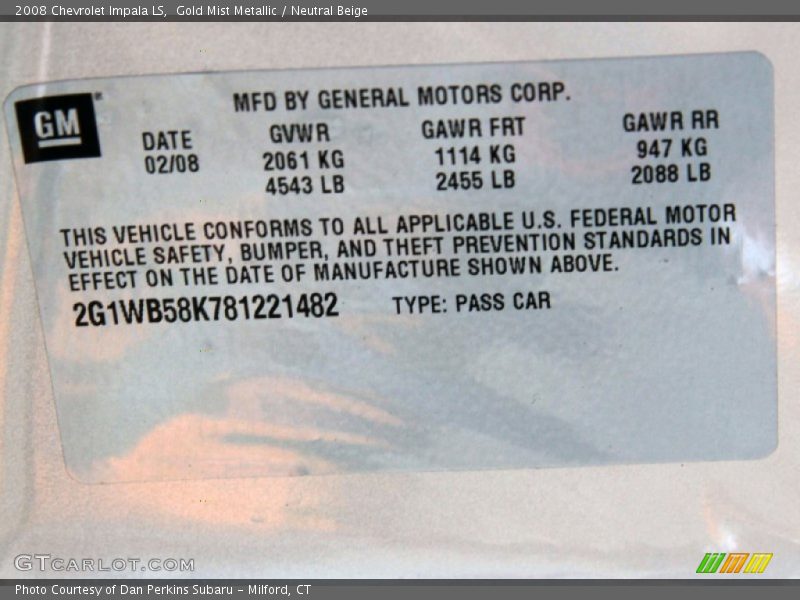 2008 Chevrolet Impala LS,  Gold Mist Metallic / Neutral Beige
GM
MFD BY GENERAL MOTORS CORP.
DATE GVWR GAWR FRT GAWR RR
02/08 2061 KG 1114 KG 947 KG
4543 LB 2455 LB 2088 LB
THIS VEHICLE CONFORMS TO ALL APPLICABLE U.S. FEDERAL MOTOR
VEHICLE SAFETY, BUMPER, AND THEFT PREVENTION STANDARDS IN
EFFECT ON THE DATE OF MANUFACTURE SHOWN ABOVE.
2G1WB58K781221482 TYPE: PASS CAR
GTCARLOT.COM
Photo Courtesy of Dan Perkins Subaru - Milford, CT